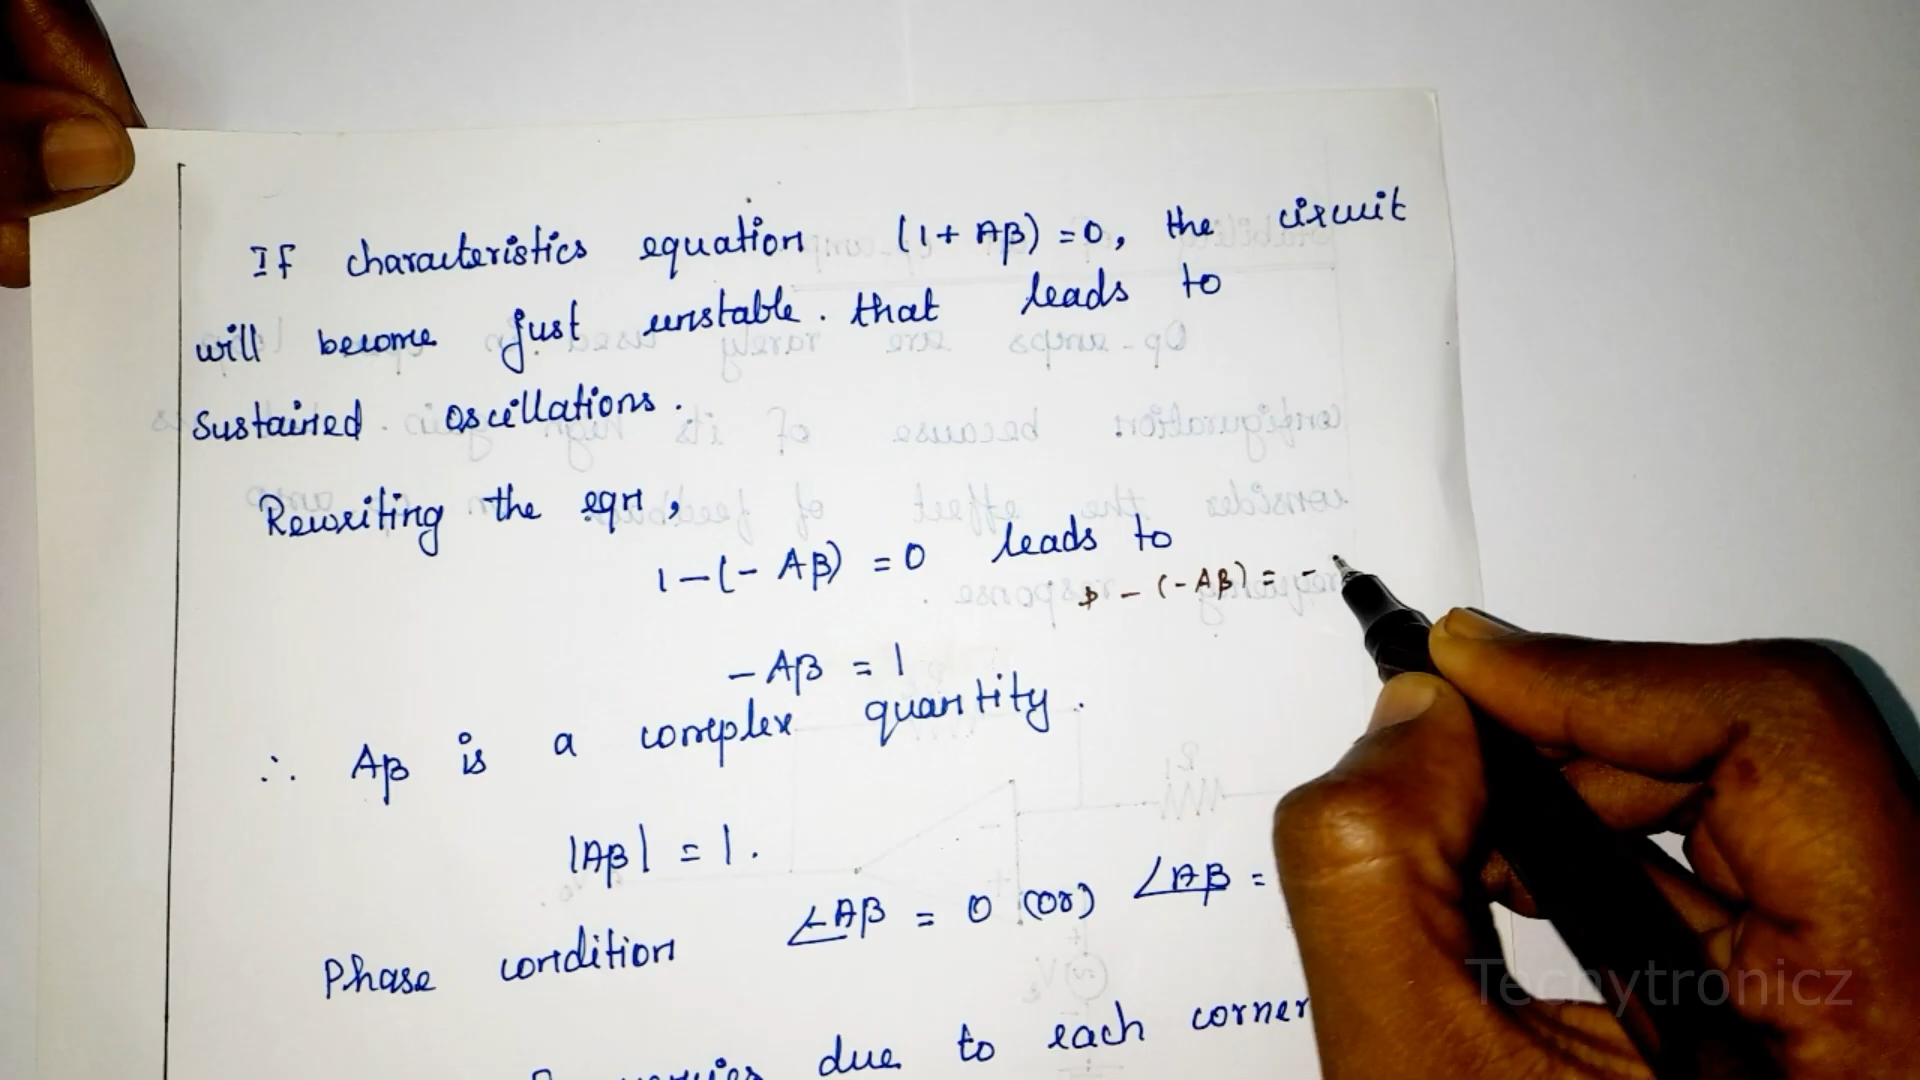 If characteristics equation (1 + Aβ) = 0, the circuit
will become just unstable. that leads to
sustained oscillations.
Rewriting the eqn,
1 - (- Aβ) = 0 leads to
- (-Aβ) = -
- Aβ = 1
∴ Aβ is a complex quantity.
|Aβ| = 1.
Phase condition ∠-Aβ = 0 (or) ∠Aβ =
due to each corner
Technytronicz